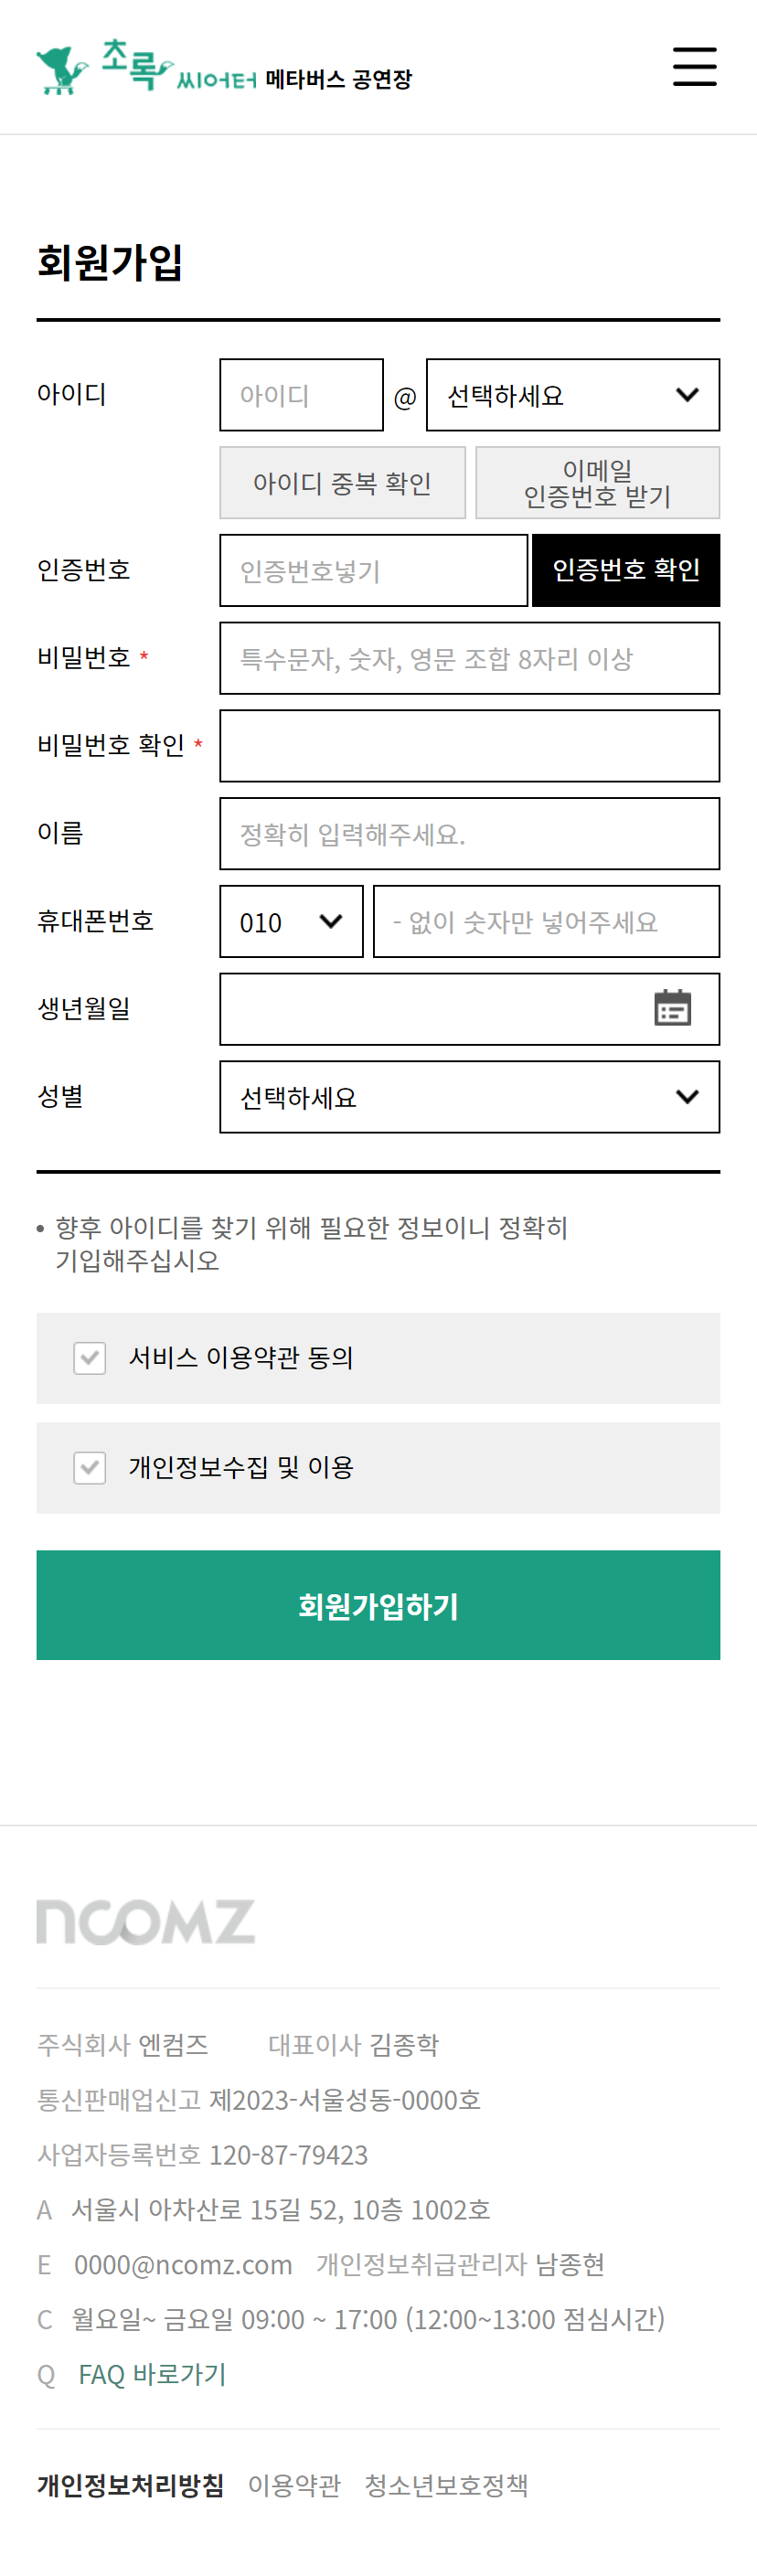 초록씨어터 메타버스 공연장
회원가입
아이디 아이디 @ 선택하세요
아이디 중복 확인 이메일
인증번호 받기
인증번호 인증번호넣기 인증번호 확인
비밀번호 * 특수문자, 숫자, 영문 조합 8자리 이상
비밀번호 확인 *
이름 정확히 입력해주세요.
휴대폰번호 010 - 없이 숫자만 넣어주세요
생년월일
성별 선택하세요
• 향후 아이디를 찾기 위해 필요한 정보이니 정확히
기입해주십시오
서비스 이용약관 동의
개인정보수집 및 이용
회원가입하기
ncomz
주식회사 엔컴즈 대표이사 김종학
통신판매업신고 제2023-서울성동-0000호
사업자등록번호 120-87-79423
A 서울시 아차산로 15길 52, 10층 1002호
E 0000@ncomz.com 개인정보취급관리자 남종현
C 월요일~ 금요일 09:00 ~ 17:00 (12:00~13:00 점심시간)
Q FAQ 바로가기
개인정보처리방침 이용약관 청소년보호정책